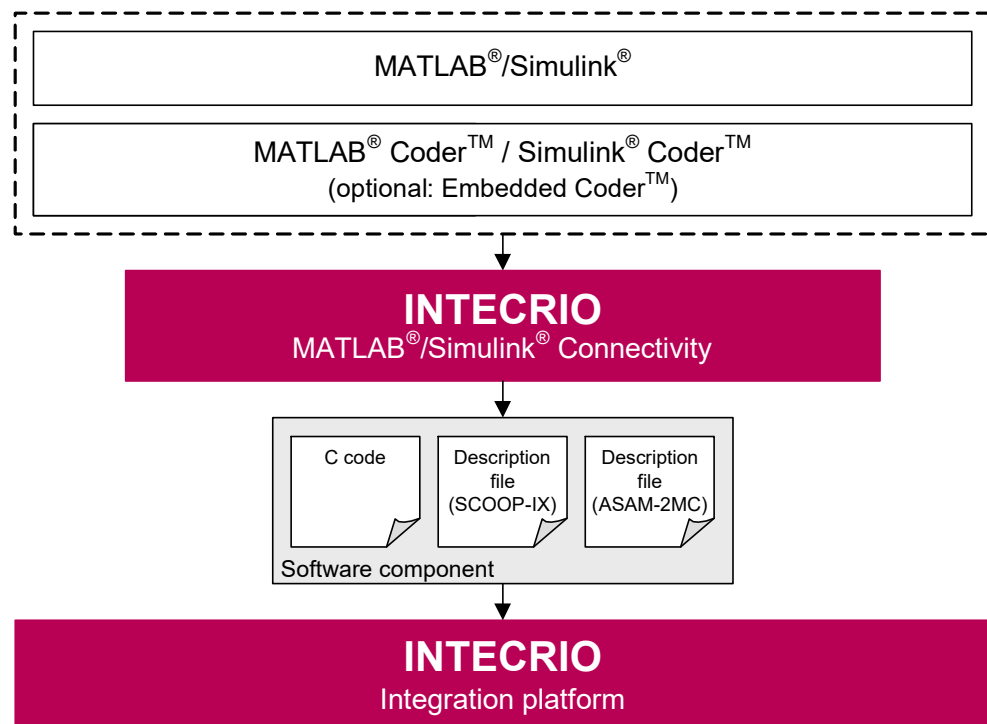 MATLAB®/Simulink®
MATLAB® Coder™ / Simulink® Coder™
(optional: Embedded Coder™)
INTECRIO
MATLAB®/Simulink® Connectivity
C code
Description
file
(SCOOP-IX)
Description
file
(ASAM-2MC)
Software component
INTECRIO
Integration platform